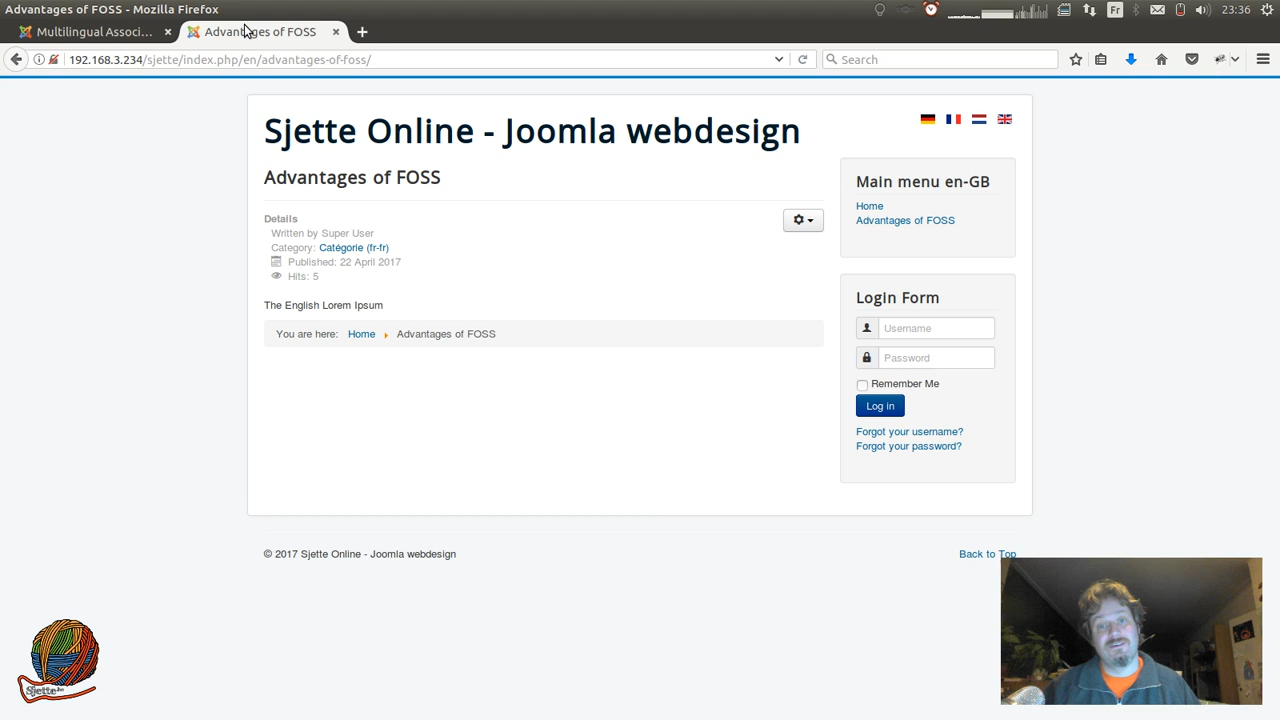 Advantages of FOSS - Mozilla Firefox
Fr
23:36
Multilingual Associ...
Advantages of FOSS
192.168.3.234/sjette/index.php/en/advantages-of-foss/
Search
Sjette Online - Joomla webdesign
Advantages of FOSS
Details
Written by Super User
Category: Catégorie (fr-fr)
Published: 22 April 2017
Hits: 5
The English Lorem Ipsum
You are here: Home Advantages of FOSS
Main menu en-GB
Home
Advantages of FOSS
Login Form
Username
Password
Remember Me
Log in
Forgot your username?
Forgot your password?
© 2017 Sjette Online - Joomla webdesign
Back to Top